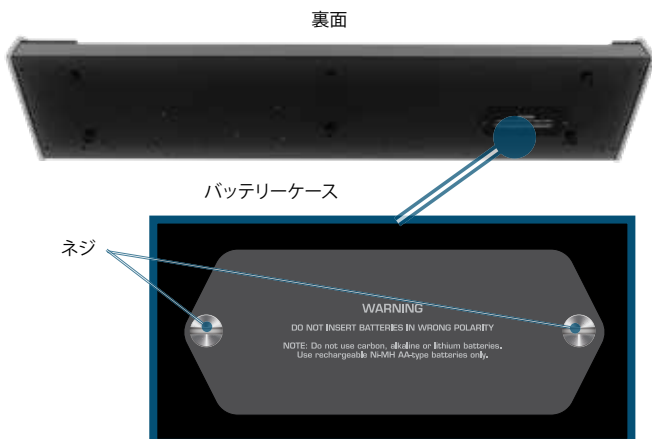 裏面
バッテリーケース
ネジ
WARNING
DO NOT INSERT BATTERIES IN WRONG POLARITY
NOTE: Do not use carbon, alkaline or lithium batteries.
Use rechargeable Ni-MH AA-type batteries only.